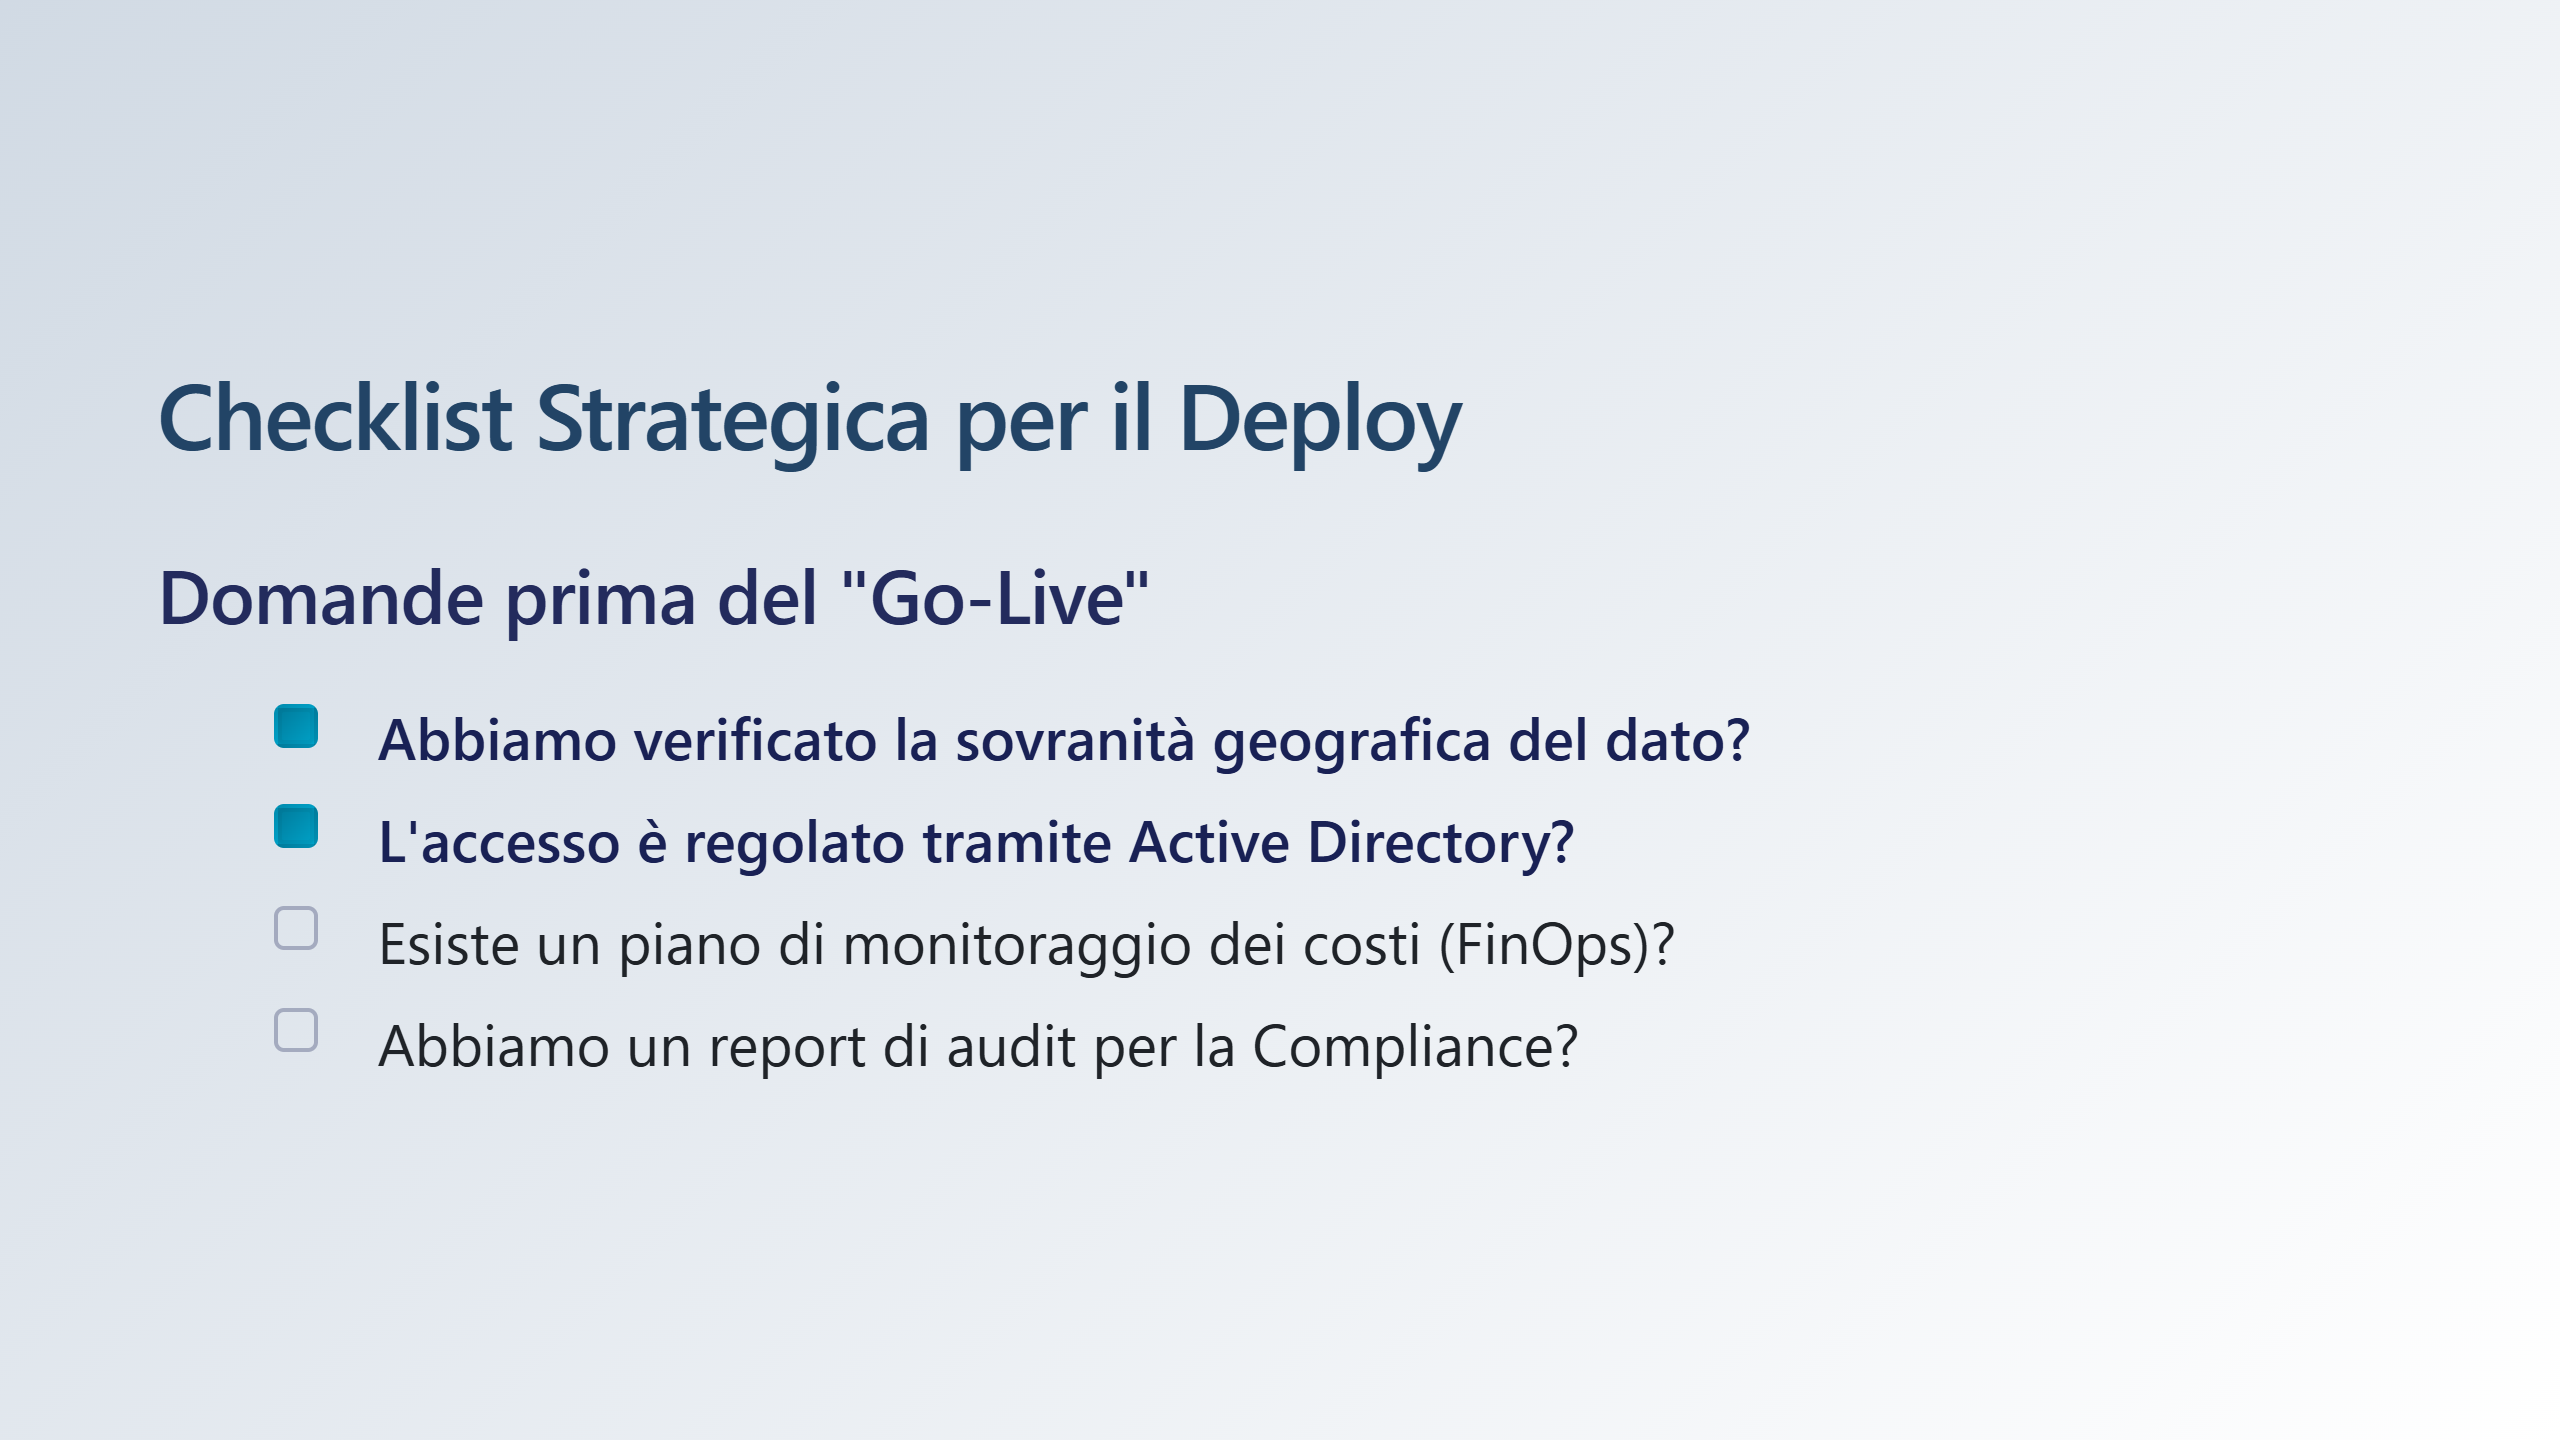 Checklist Strategica per il Deploy
Domande prima del "Go-Live"
Abbiamo verificato la sovranità geografica del dato?
L'accesso è regolato tramite Active Directory?
Esiste un piano di monitoraggio dei costi (FinOps)?
Abbiamo un report di audit per la Compliance?